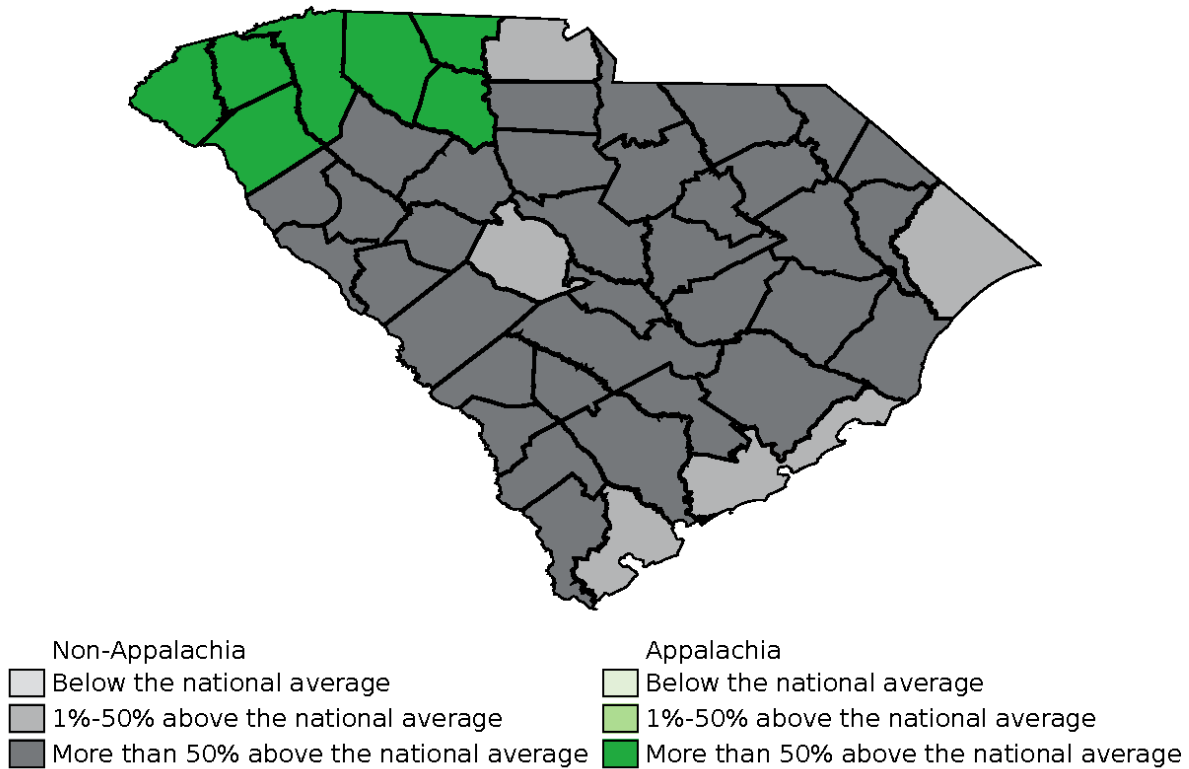 Non-Appalachia
Below the national average
1%-50% above the national average
More than 50% above the national average
Appalachia
Below the national average
1%-50% above the national average
More than 50% above the national average